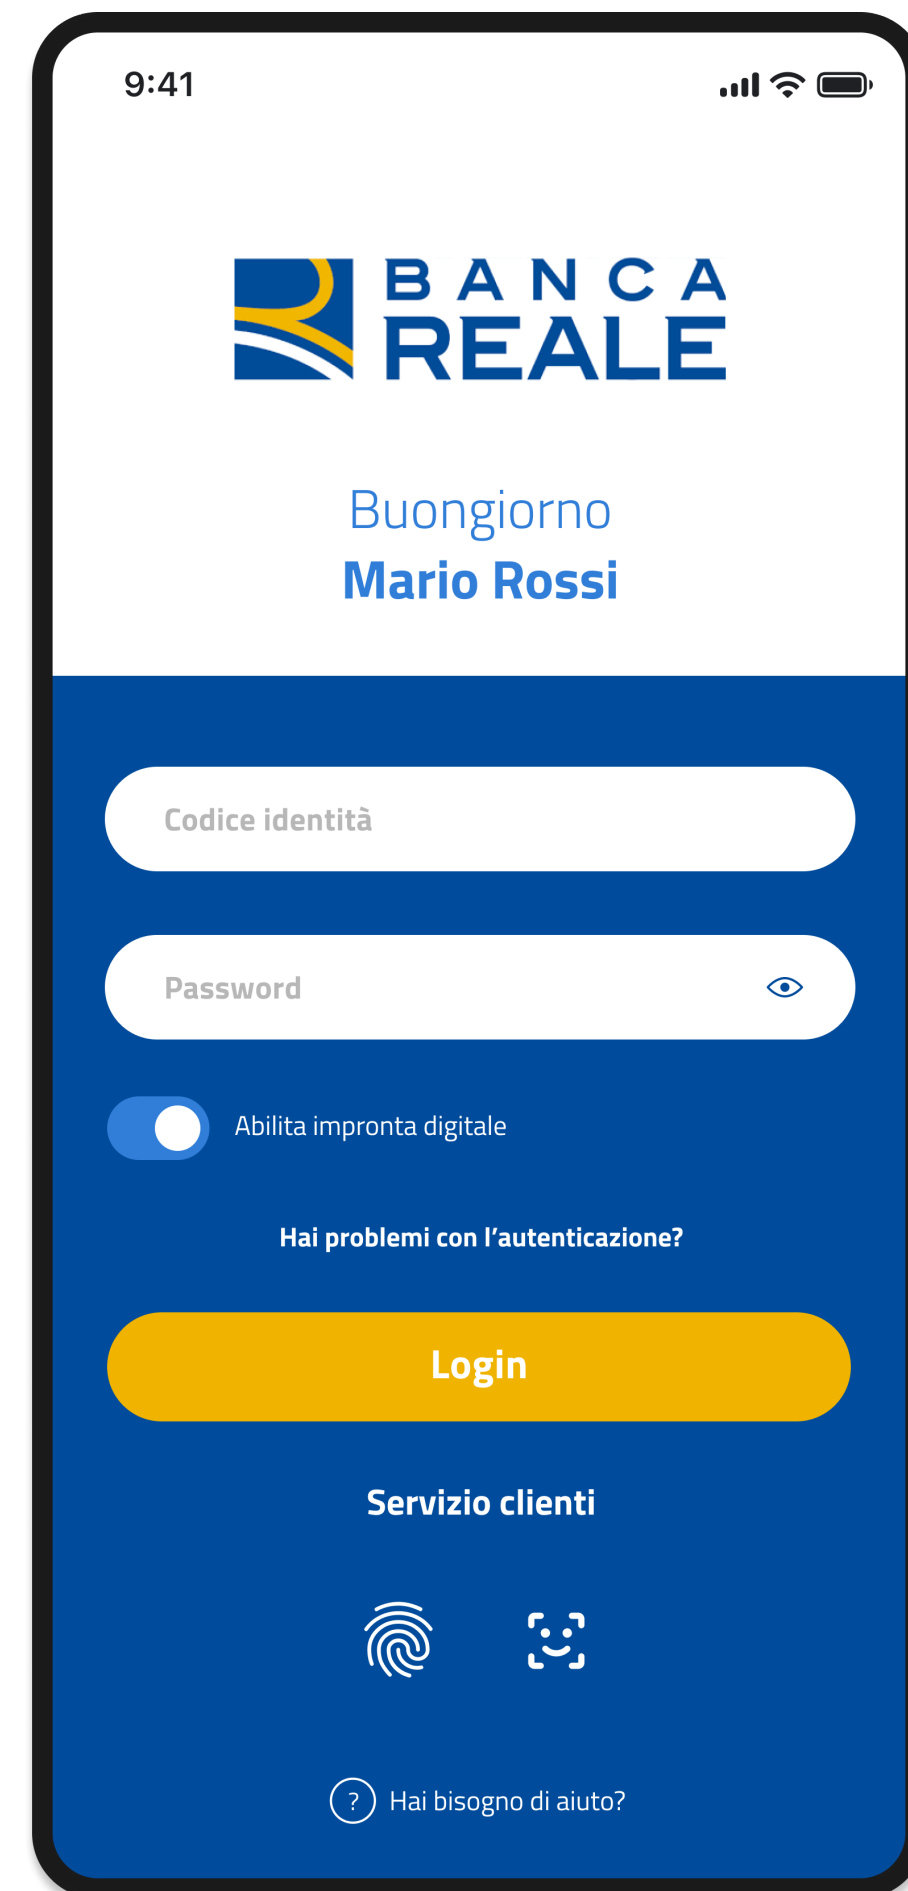 9:41
BANCA
REALE
Buongiorno
Mario Rossi
Codice identità
Password
Abilita impronta digitale
Hai problemi con l’autenticazione?
Login
Servizio clienti
? Hai bisogno di aiuto?